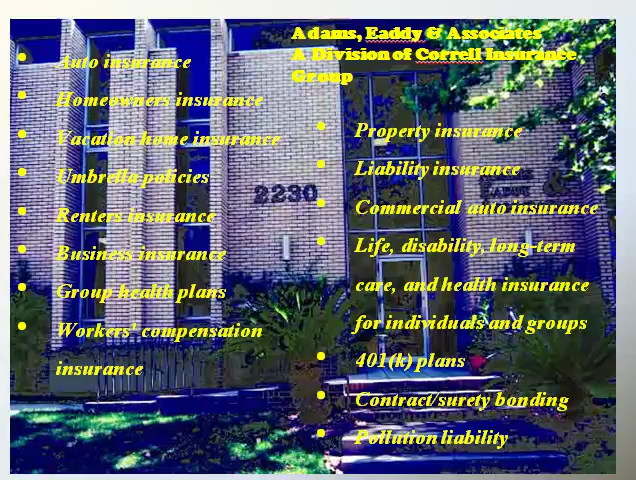 Adams, Eaddy & Associates
A Division of Correll Insurance
Group
• Auto insurance
• Homeowners insurance
• Vacation home insurance
• Umbrella policies
• Renters insurance
• Business insurance
• Group health plans
• Workers' compensation
insurance
• Property insurance
• Liability insurance
• Commercial auto insurance
• Life, disability, long-term
care, and health insurance
for individuals and groups
• 401(k) plans
• Contract/surety bonding
• Pollution liability
2230